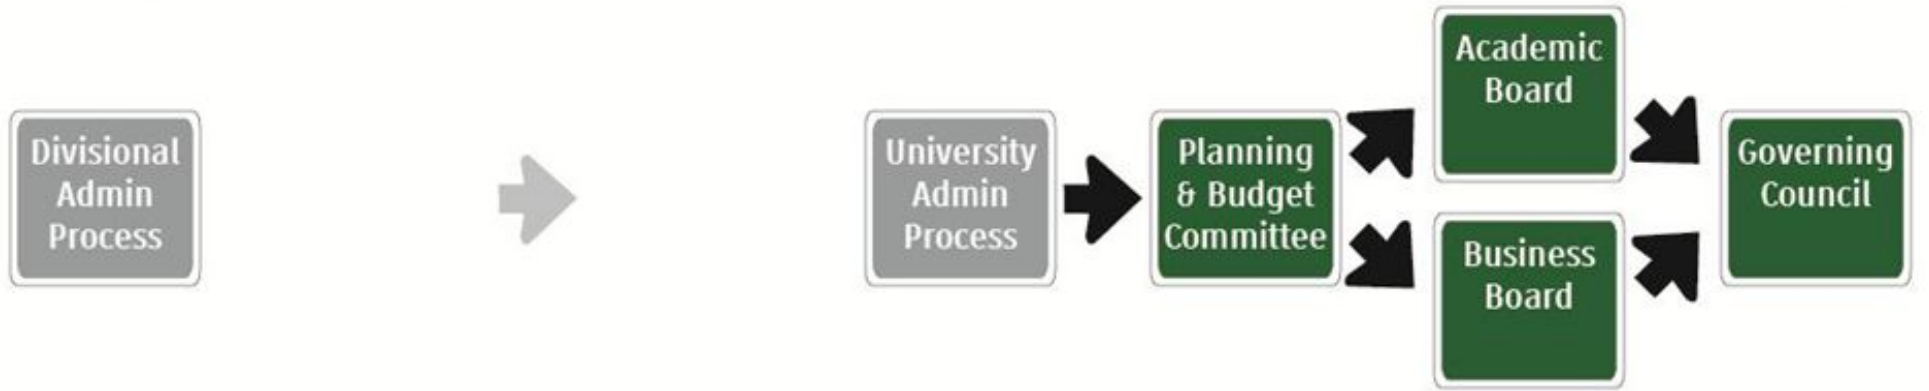 Divisional
Admin
Process
University
Admin
Process
Planning
& Budget
Committee
Academic
Board
Business
Board
Governing
Council